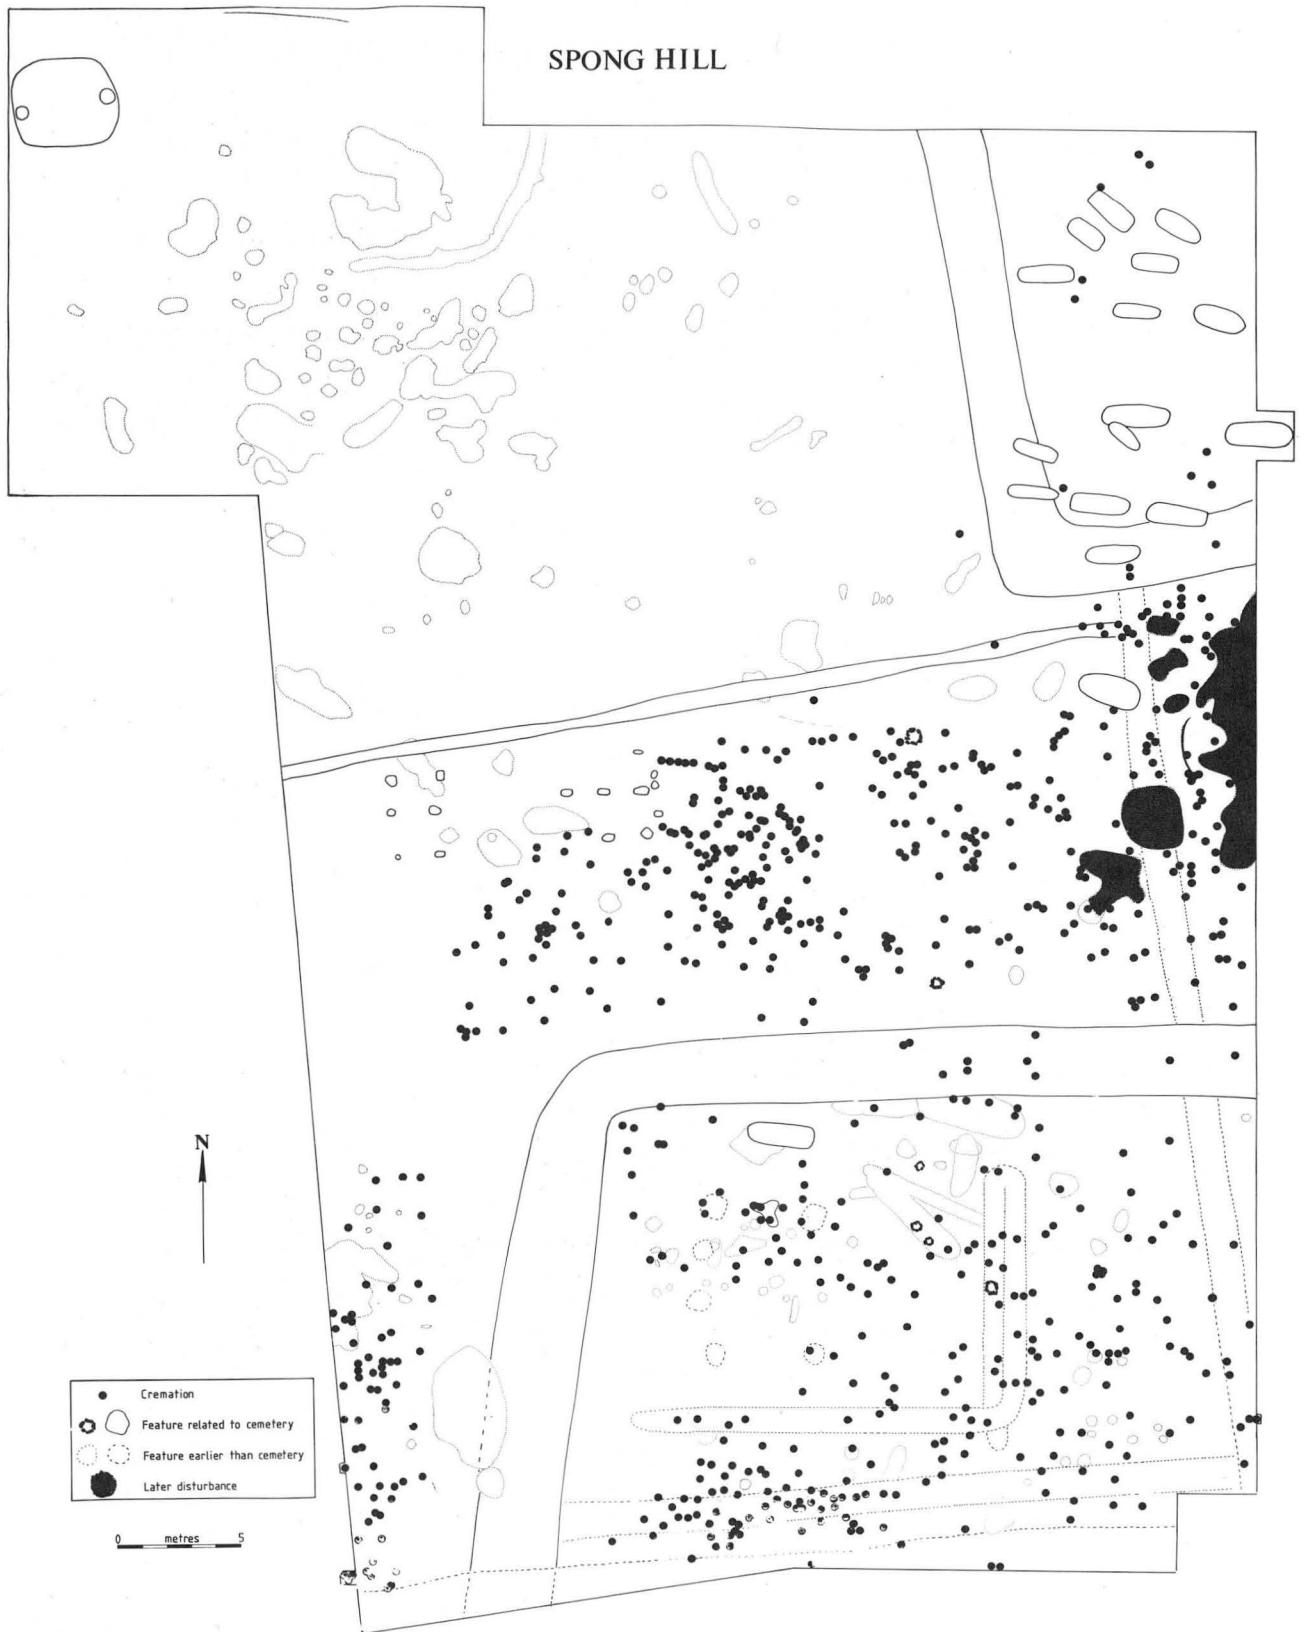 SPONG HILL
N
Cremation
Feature related to cemetery
Feature earlier than cemetery
Later disturbance
0 metres 5